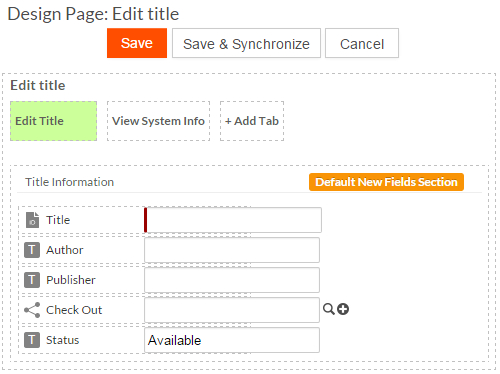 Design Page: Edit title
Save Save & Synchronize Cancel
Edit title
Edit Title View System Info + Add Tab
Title Information Default New Fields Section
IO Title
T Author
T Publisher
Check Out
T Status Available